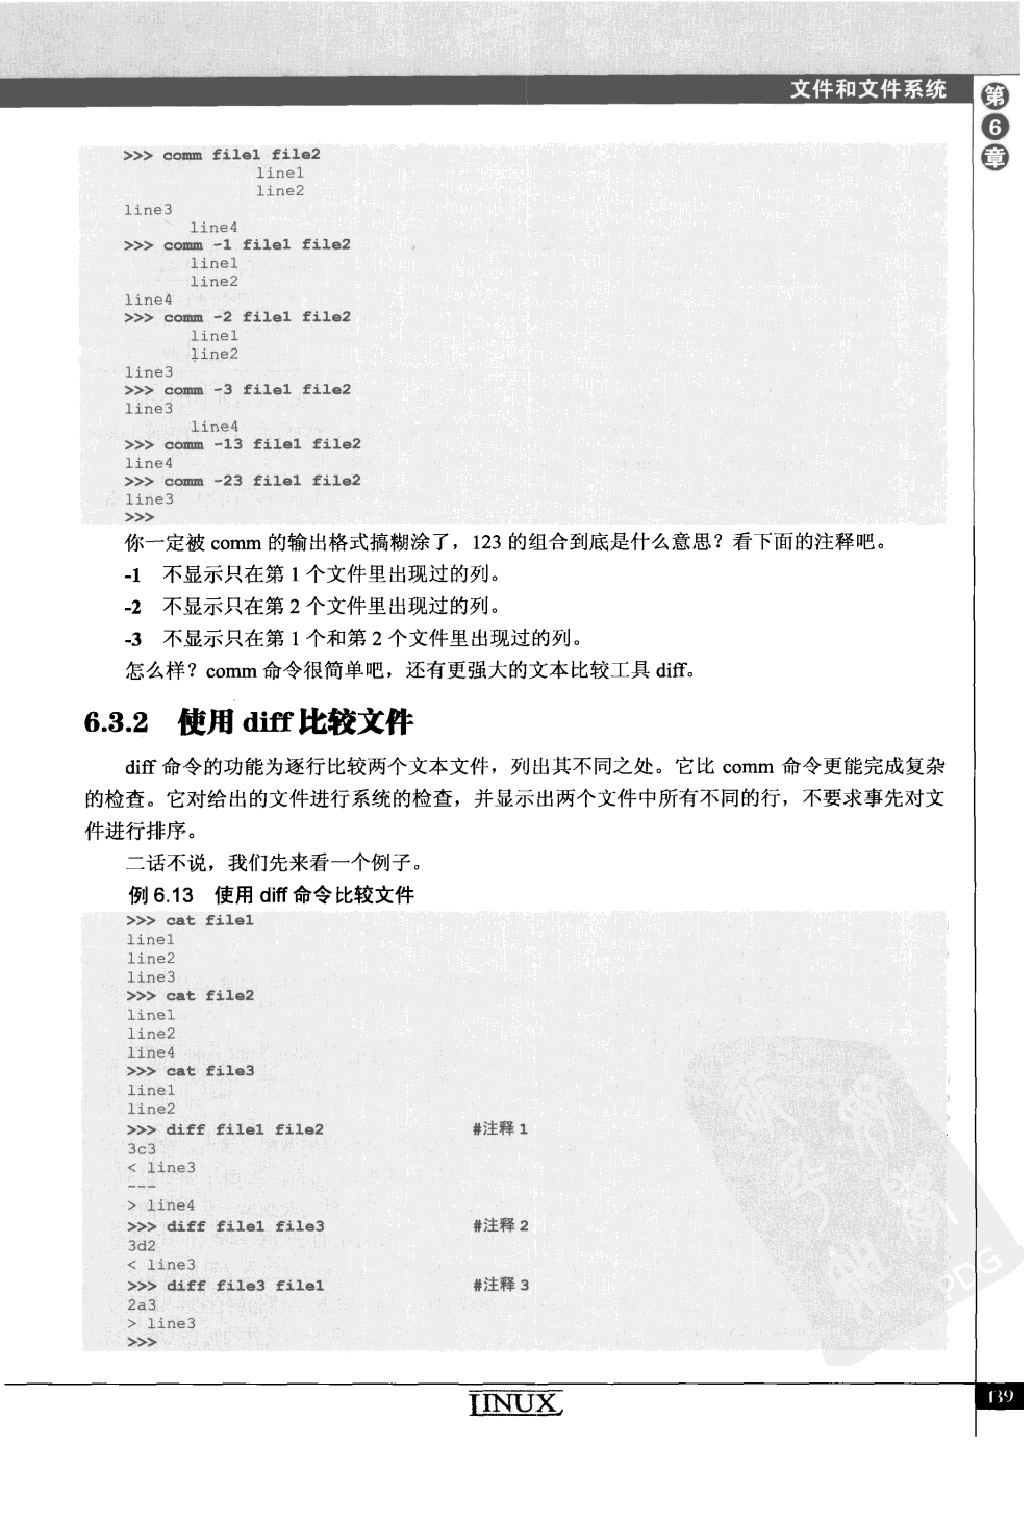 文件和文件系统
第
6
章
>>> comm file1 file2
line1
line2
line3
line4
>>> comm -1 file1 file2
line1
line2
line4
>>> comm -2 file1 file2
line1
line2
line3
>>> comm -3 file1 file2
line3
line4
>>> comm -13 file1 file2
line4
>>> comm -23 file1 file2
line3
>>>
你一定被 comm 的输出格式搞糊涂了，123 的组合到底是什么意思？看下面的注释吧。
-1 不显示只在第 1 个文件里出现过的列。
-2 不显示只在第 2 个文件里出现过的列。
-3 不显示只在第 1 个和第 2 个文件里出现过的列。
怎么样？comm 命令很简单吧，还有更强大的文本比较工具 diff。
6.3.2 使用 diff 比较文件
diff 命令的功能为逐行比较两个文本文件，列出其不同之处。它比 comm 命令更能完成复杂
的检查。它对给出的文件进行系统的检查，并显示出两个文件中所有不同的行，不要求事先对文
件进行排序。
二话不说，我们先来看一个例子。
例 6.13 使用 diff 命令比较文件
>>> cat file1
line1
line2
line3
>>> cat file2
line1
line2
line4
>>> cat file3
line1
line2
>>> diff file1 file2 #注释 1
3c3
< line3
---
> line4
>>> diff file1 file3 #注释 2
3d2
< line3
>>> diff file3 file1 #注释 3
2a3
> line3
>>>
LINUX
139
PDG